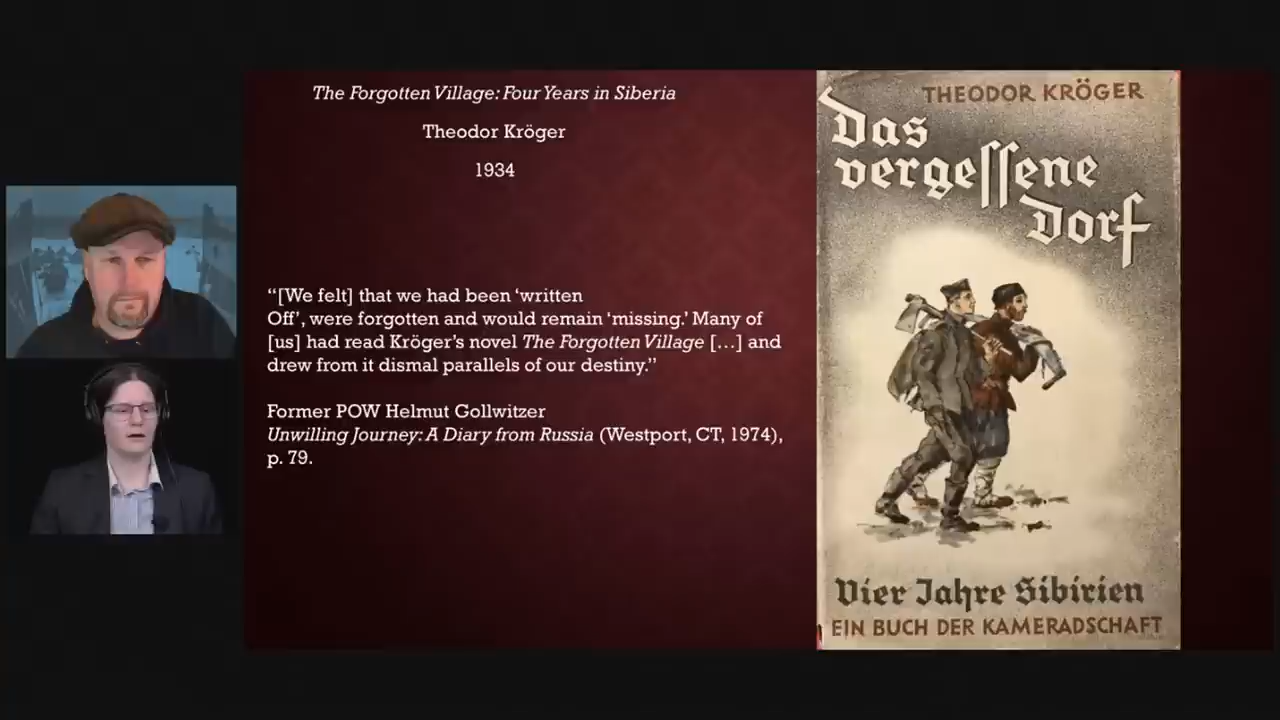 The Forgotten Village: Four Years in Siberia
Theodor Kröger
1934
“[We felt] that we had been ‘written
Off’, were forgotten and would remain ‘missing.’ Many of
[us] had read Kröger’s novel The Forgotten Village […] and
drew from it dismal parallels of our destiny.”
Former POW Helmut Gollwitzer
Unwilling Journey: A Diary from Russia (Westport, CT, 1974),
p. 79.
THEODOR KRÖGER
Das
vergeſſene
Dorf
Vier Jahre Sibirien
EIN BUCH DER KAMERADSCHAFT